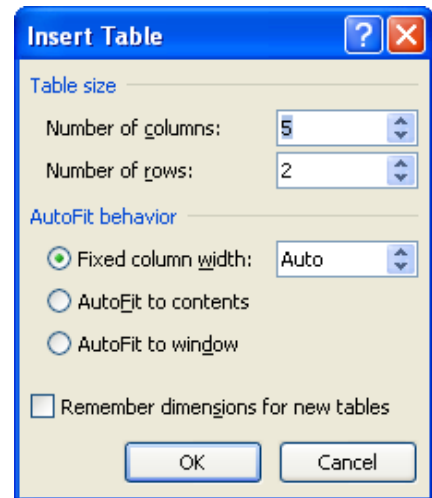 Insert Table ?
Table size
Number of columns: 5
Number of rows: 2
AutoFit behavior
Fixed column width: Auto
AutoFit to contents
AutoFit to window
Remember dimensions for new tables
OK Cancel